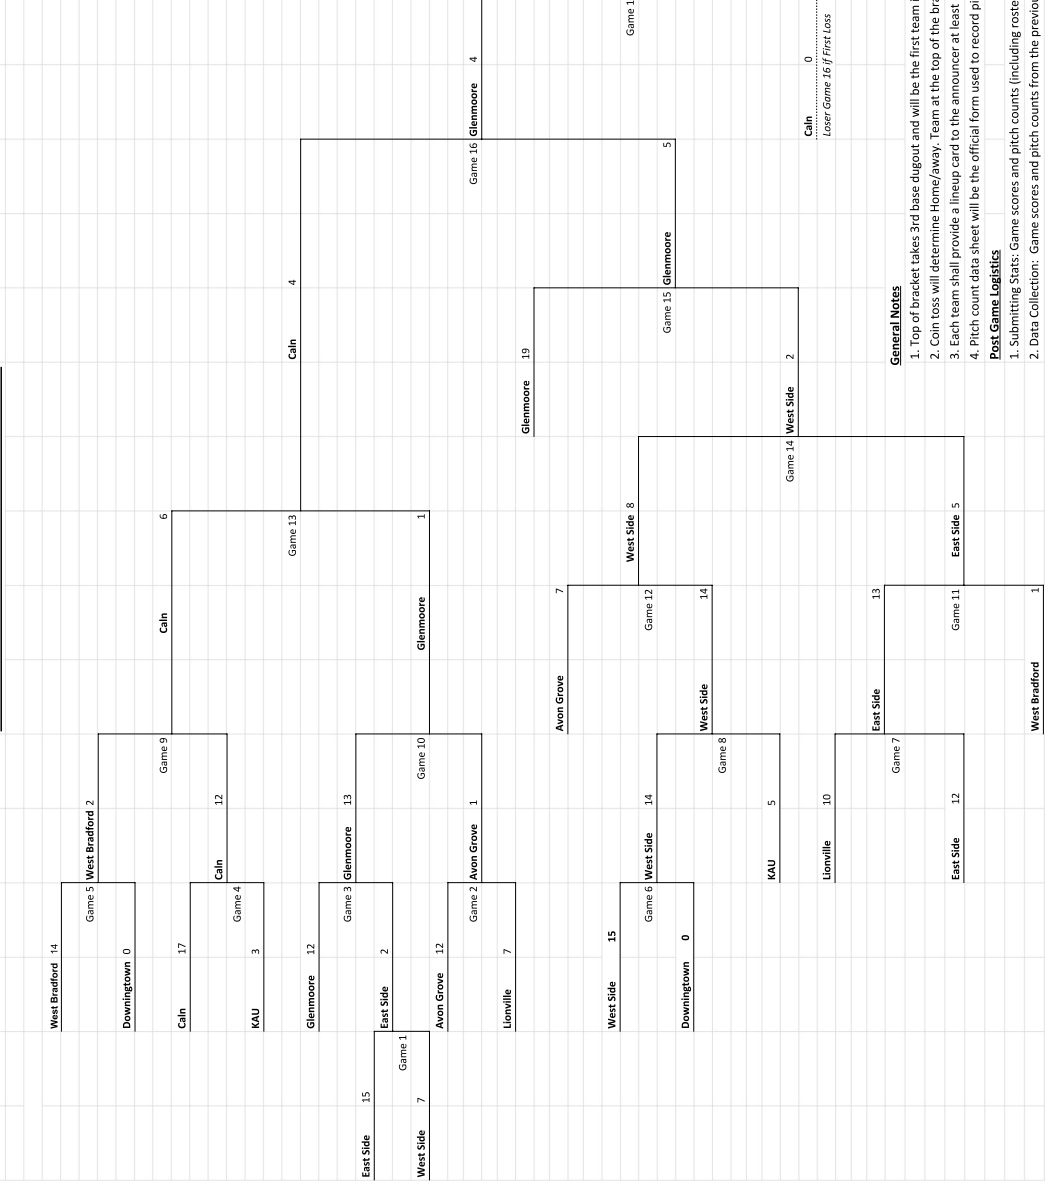 East Side 15
Game 1
West Side 7
West Bradford 14
Game 5
Downingtown 0
Caln 17
Game 4
KAU 3
Glenmoore 12
Game 3
East Side 2
Avon Grove 12
Game 2
Lionville 7
West Side 15
Game 6
Downingtown 0
West Bradford 2
Game 9
Caln 12
Glenmoore 13
Game 10
Avon Grove 1
West Side 14
Game 8
KAU 5
Lionville 10
Game 7
East Side 12
Caln 6
Game 13
Glenmoore 1
Avon Grove 7
Game 12
West Side 14
East Side 13
Game 11
West Bradford 1
West Side 8
Game 14
East Side 5
Glenmoore 19
Game 15
West Side 2
Caln 4
Game 16
Glenmoore 5
Glenmoore 4
Game 1
Caln 0
Loser Game 16 if First Loss
General Notes
1. Top of bracket takes 3rd base dugout and will be the first team i
2. Coin toss will determine Home/away. Team at the top of the bra
3. Each team shall provide a lineup card to the announcer at least
4. Pitch count data sheet will be the official form used to record pi
Post Game Logistics
1. Submitting Stats: Game scores and pitch counts (including roste
2. Data Collection: Game scores and pitch counts from the previou